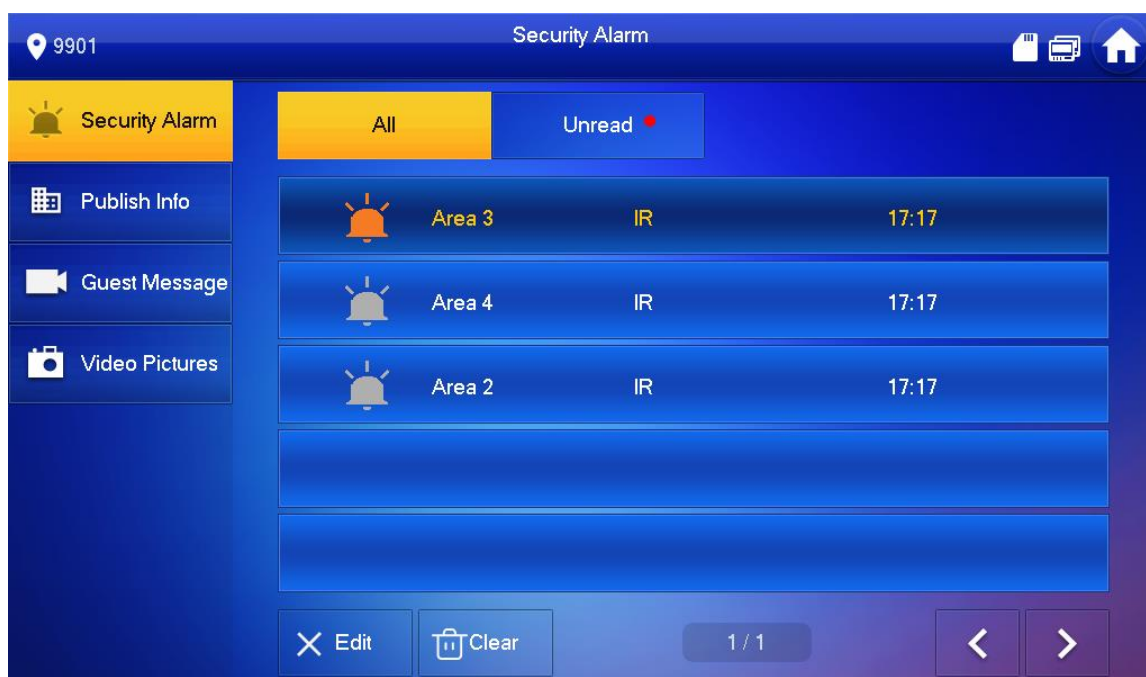 9901 Security Alarm
Security Alarm
Publish Info
Guest Message
Video Pictures
All Unread
Area 3 IR 17:17
Area 4 IR 17:17
Area 2 IR 17:17
Edit Clear 1 / 1